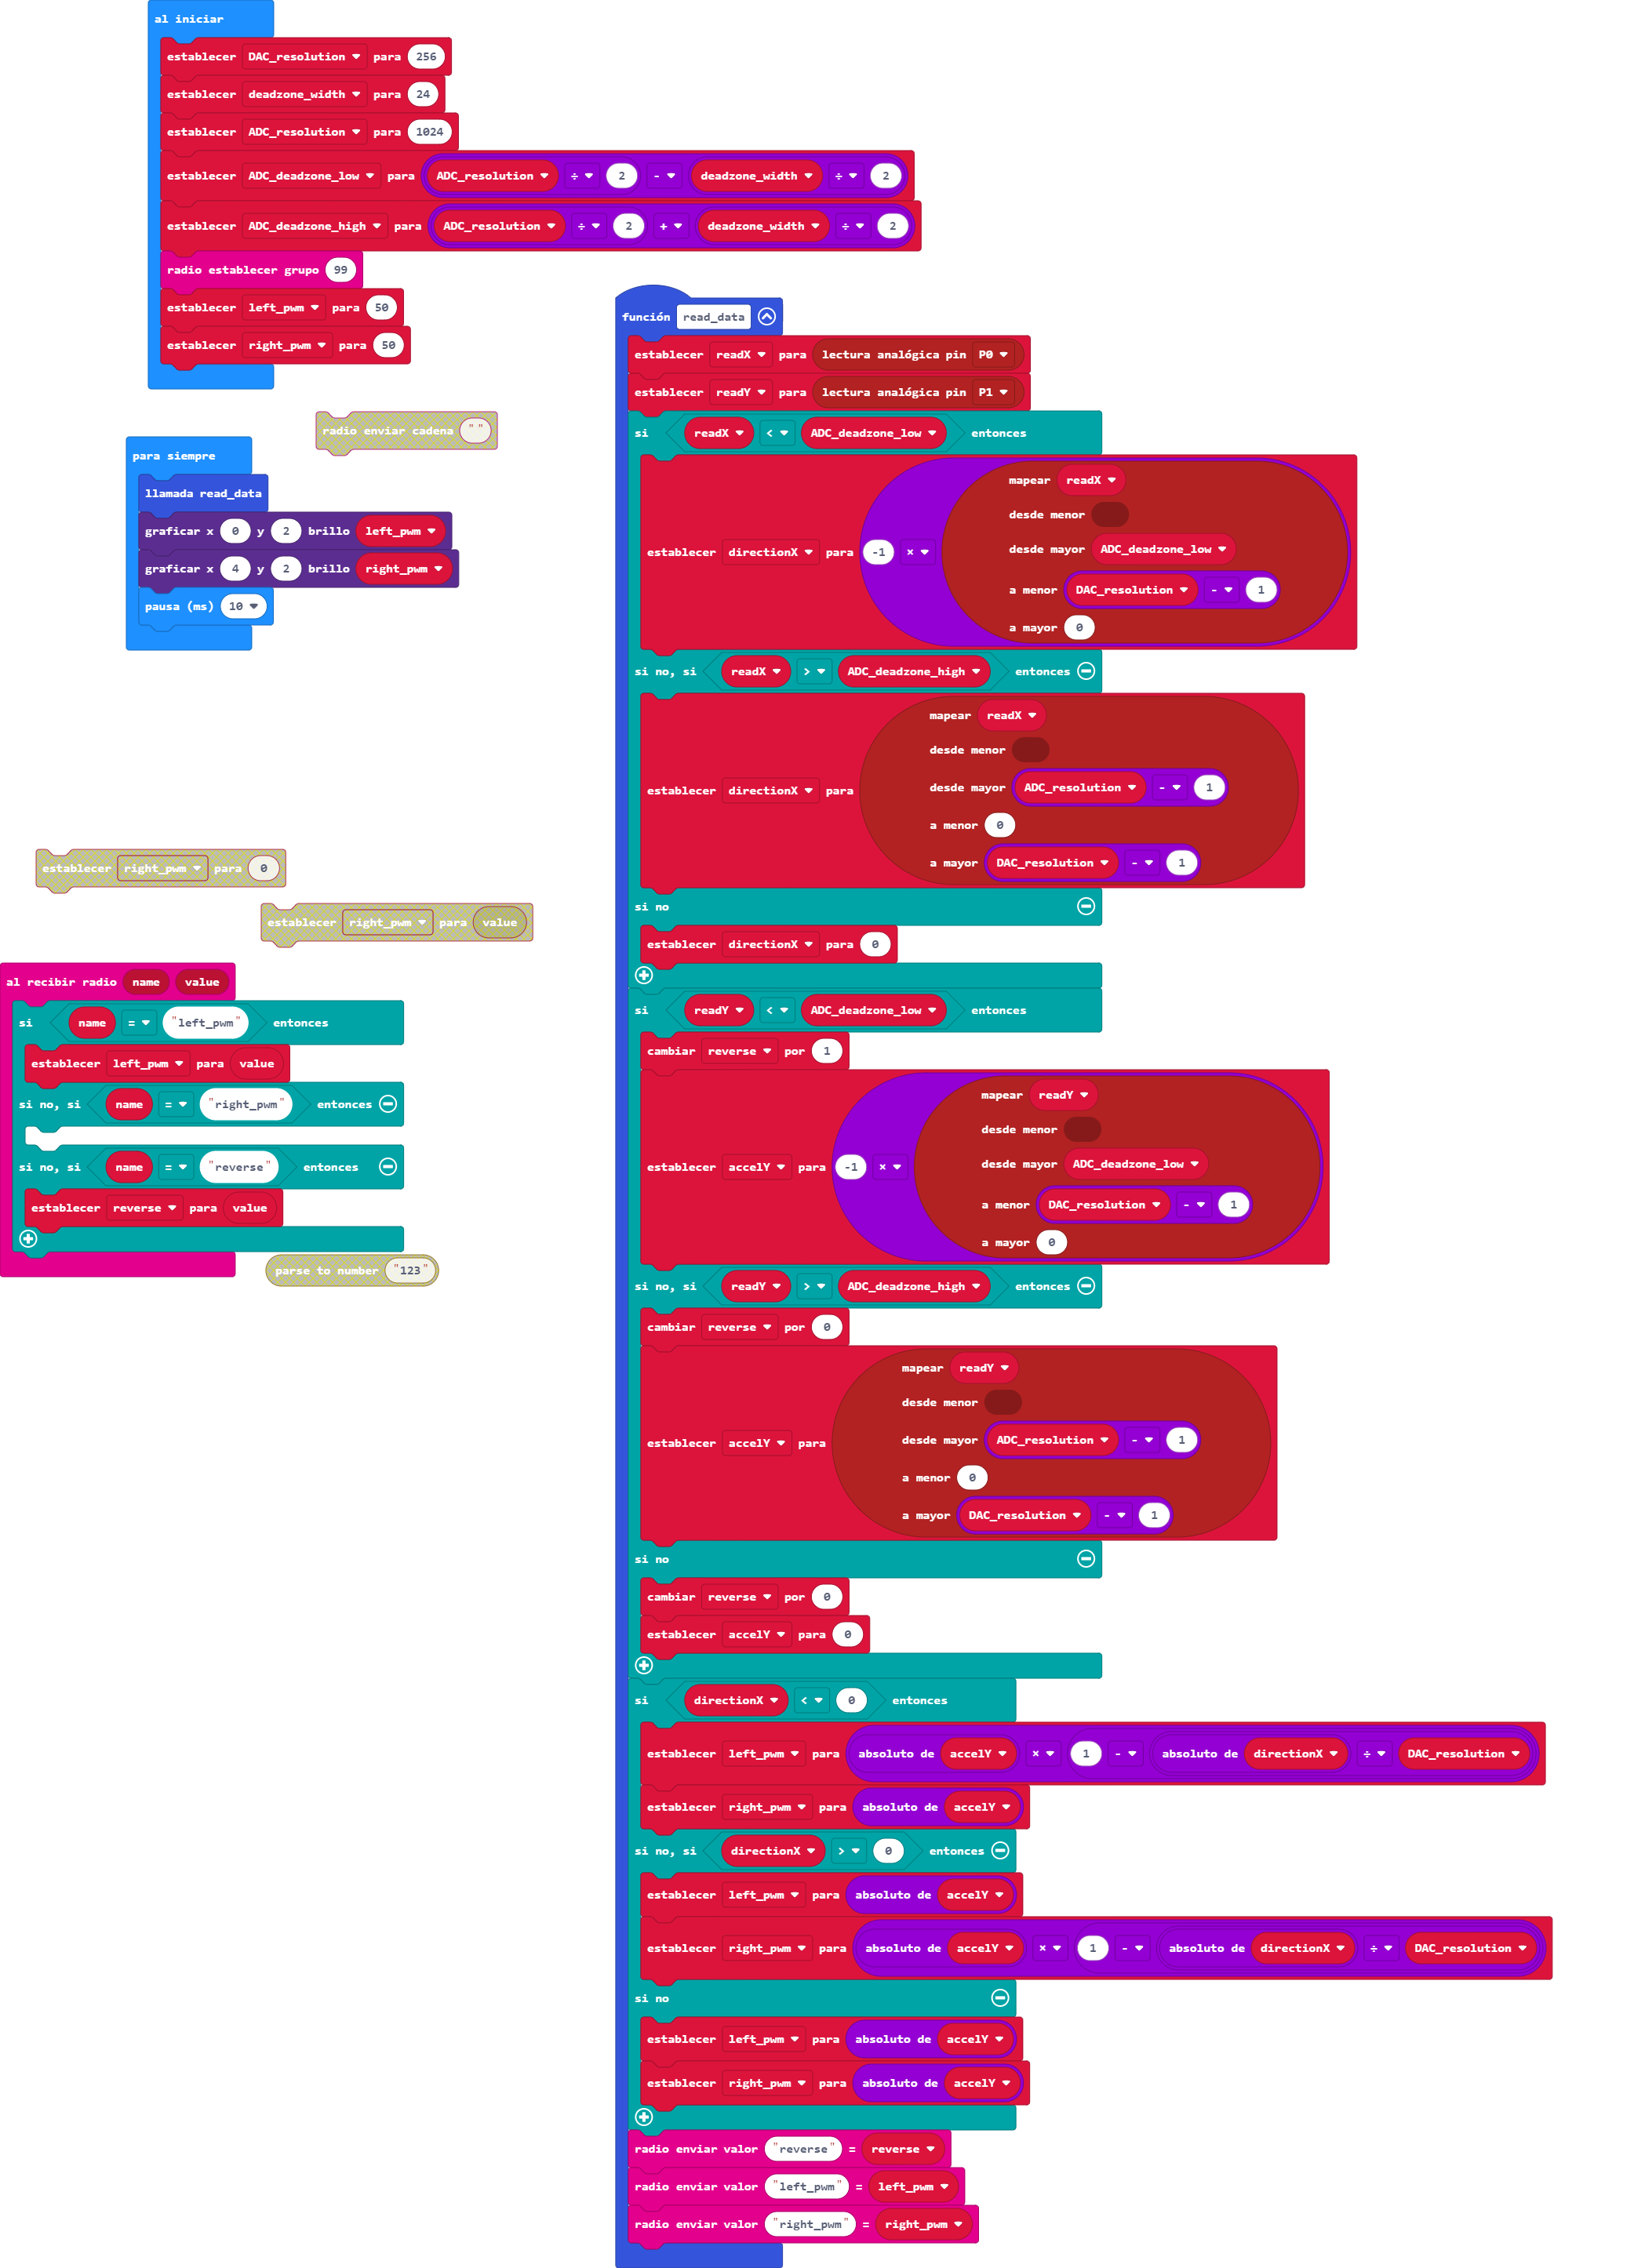 al iniciar
establecer DAC_resolution para 256
establecer deadzone_width para 24
establecer ADC_resolution para 1024
establecer ADC_deadzone_low para ADC_resolution ÷ 2 - deadzone_width ÷ 2
establecer ADC_deadzone_high para ADC_resolution ÷ 2 + deadzone_width ÷ 2
radio establecer grupo 99
establecer left_pwm para 50
establecer right_pwm para 50
radio enviar cadena " "
para siempre
llamada read_data
graficar x 0 y 2 brillo left_pwm
graficar x 4 y 2 brillo right_pwm
pausa (ms) 10
establecer right_pwm para 0
establecer right_pwm para value
al recibir radio name value
si name = "left_pwm" entonces
establecer left_pwm para value
si no, si name = "right_pwm" entonces
si no, si name = "reverse" entonces
establecer reverse para value
parse to number "123"
función read_data
establecer readX para lectura analógica pin P0
establecer readY para lectura analógica pin P1
si readX < ADC_deadzone_low entonces
establecer directionX para -1 ×
mapear readX
desde menor
desde mayor ADC_deadzone_low
a menor DAC_resolution - 1
a mayor 0
si no, si readX > ADC_deadzone_high entonces
establecer directionX para
mapear readX
desde menor
desde mayor ADC_resolution - 1
a menor 0
a mayor DAC_resolution - 1
si no
establecer directionX para 0
si readY < ADC_deadzone_low entonces
cambiar reverse por 1
establecer accelY para -1 ×
mapear readY
desde menor
desde mayor ADC_deadzone_low
a menor DAC_resolution - 1
a mayor 0
si no, si readY > ADC_deadzone_high entonces
cambiar reverse por 0
establecer accelY para
mapear readY
desde menor
desde mayor ADC_resolution - 1
a menor 0
a mayor DAC_resolution - 1
si no
cambiar reverse por 0
establecer accelY para 0
si directionX < 0 entonces
establecer left_pwm para absoluto de accelY × 1 - absoluto de directionX ÷ DAC_resolution
establecer right_pwm para absoluto de accelY
si no, si directionX > 0 entonces
establecer left_pwm para absoluto de accelY
establecer right_pwm para absoluto de accelY × 1 - absoluto de directionX ÷ DAC_resolution
si no
establecer left_pwm para absoluto de accelY
establecer right_pwm para absoluto de accelY
radio enviar valor "reverse" = reverse
radio enviar valor "left_pwm" = left_pwm
radio enviar valor "right_pwm" = right_pwm